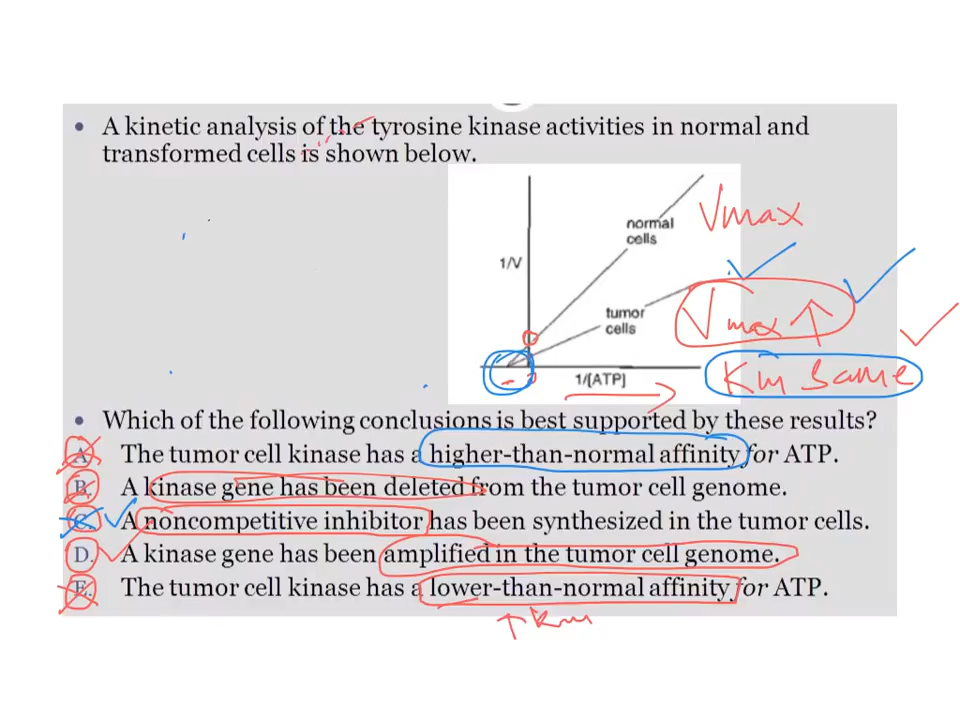 • A kinetic analysis of the tyrosine kinase activities in normal and
transformed cells is shown below.
normal
cells
Vmax
1/V
tumor
cells
Vmax ↑
1/[ATP]
Km Same
• Which of the following conclusions is best supported by these results?
A. The tumor cell kinase has a higher-than-normal affinity for ATP.
B. A kinase gene has been deleted from the tumor cell genome.
C. A noncompetitive inhibitor has been synthesized in the tumor cells.
D. A kinase gene has been amplified in the tumor cell genome.
E. The tumor cell kinase has a lower-than-normal affinity for ATP.
↑ Km